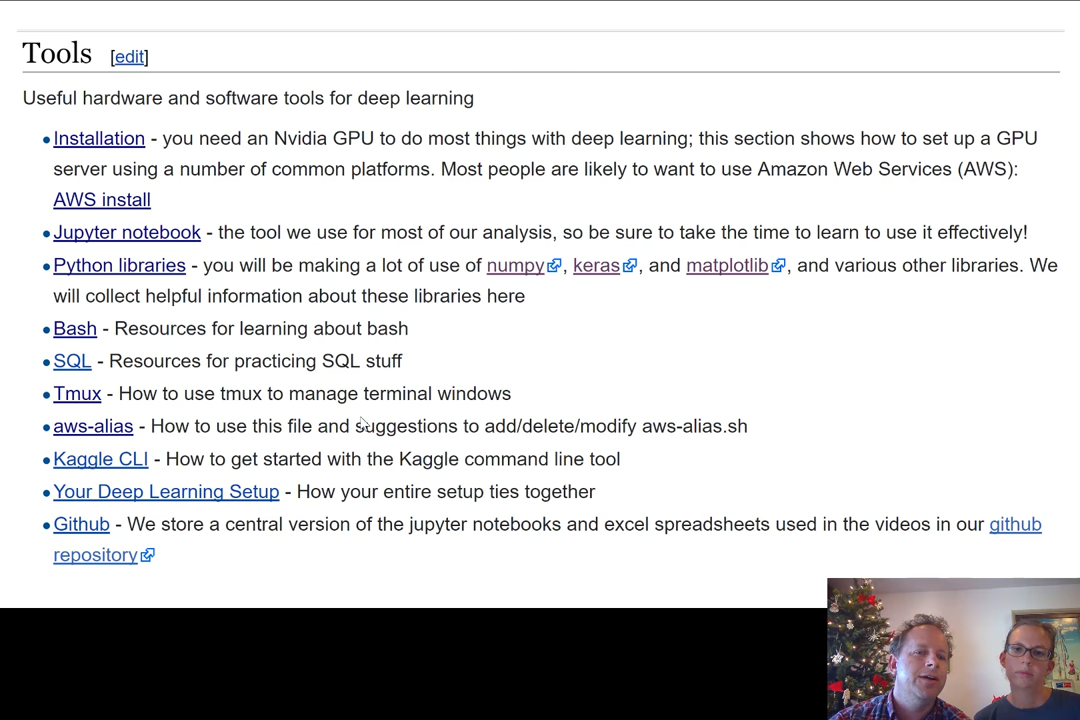 Tools [edit]
Useful hardware and software tools for deep learning
Installation - you need an Nvidia GPU to do most things with deep learning; this section shows how to set up a GPU
server using a number of common platforms. Most people are likely to want to use Amazon Web Services (AWS):
AWS install
Jupyter notebook - the tool we use for most of our analysis, so be sure to take the time to learn to use it effectively!
Python libraries - you will be making a lot of use of numpy, keras, and matplotlib, and various other libraries. We
will collect helpful information about these libraries here
Bash - Resources for learning about bash
SQL - Resources for practicing SQL stuff
Tmux - How to use tmux to manage terminal windows
aws-alias - How to use this file and suggestions to add/delete/modify aws-alias.sh
Kaggle CLI - How to get started with the Kaggle command line tool
Your Deep Learning Setup - How your entire setup ties together
Github - We store a central version of the jupyter notebooks and excel spreadsheets used in the videos in our github
repository